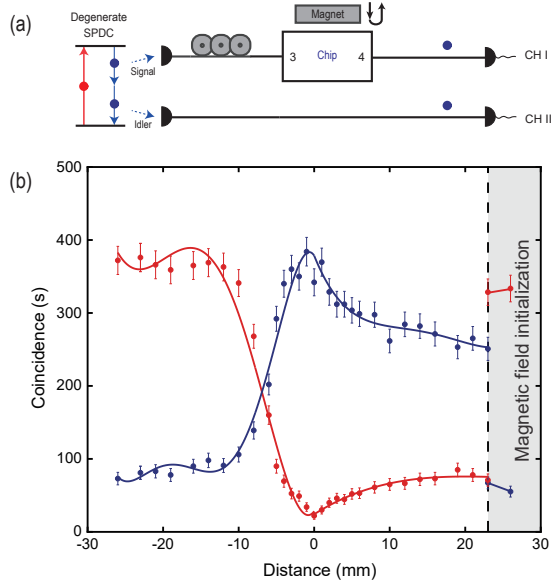 (a)
Degenerate
SPDC
Signal
Idler
Magnet
3 Chip 4
CH I
CH II
(b)
Coincidence (s)
500
400
300
200
100
0
-30 -20 -10 0 10 20 30
Distance (mm)
Magnetic field initialization